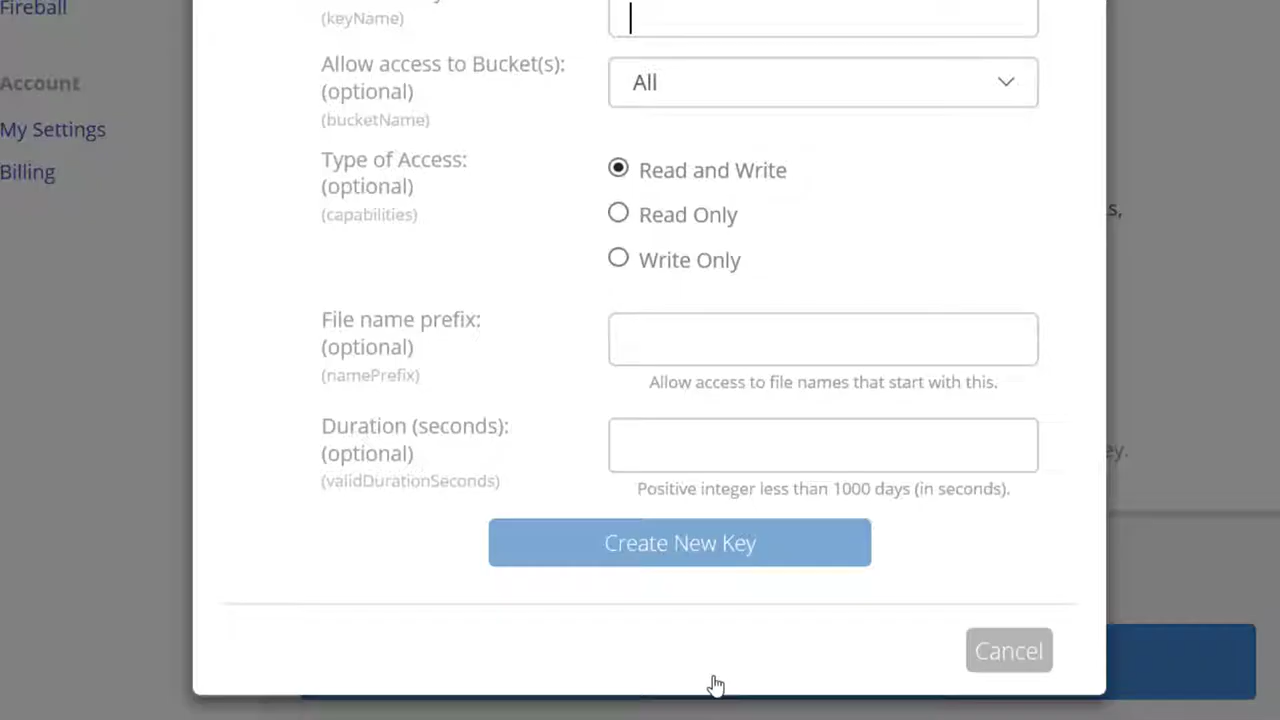 Fireball
(keyName)
Allow access to Bucket(s):
(optional)
(bucketName)
All
Account
My Settings
Billing
Type of Access:
(optional)
(capabilities)
Read and Write
Read Only
Write Only
s,
File name prefix:
(optional)
(namePrefix)
Allow access to file names that start with this.
Duration (seconds):
(optional)
(validDurationSeconds)
Positive integer less than 1000 days (in seconds).
ey.
Create New Key
Cancel